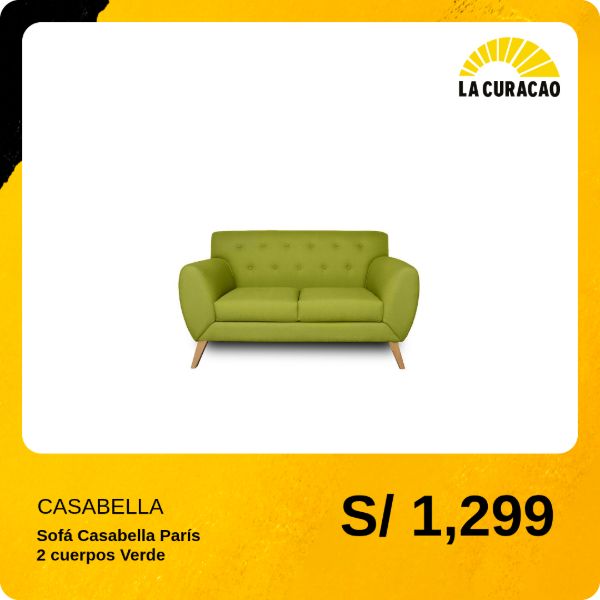 LA CURACAO
CASABELLA
Sofá Casabella París
2 cuerpos Verde
S/ 1,299